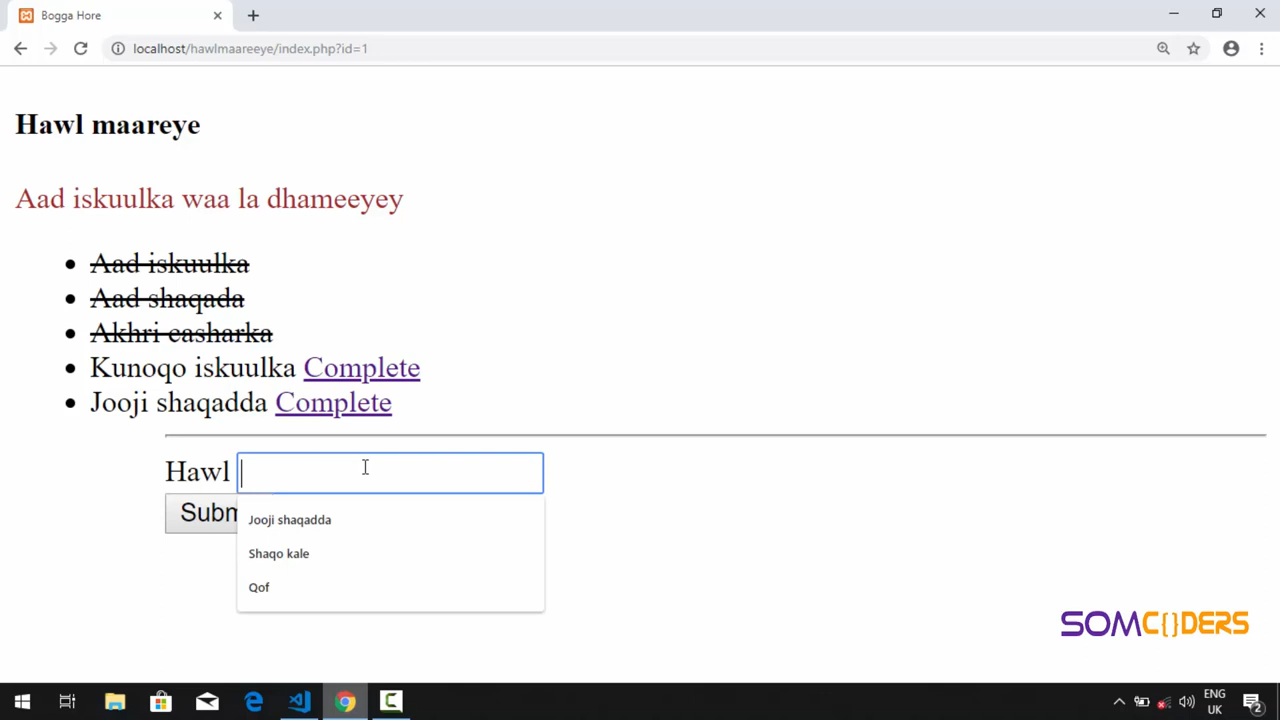 Bogga Hore
localhost/hawlmaareeye/index.php?id=1
Hawl maareye
Aad iskuulka waa la dhameeyey
Aad iskuulka
Aad shaqada
Akhri casharka
Kunoqo iskuulka Complete
Jooji shaqadda Complete
Hawl
Subm
Jooji shaqadda
Shaqo kale
Qof
SOMC{}DERS
ENG
UK
2